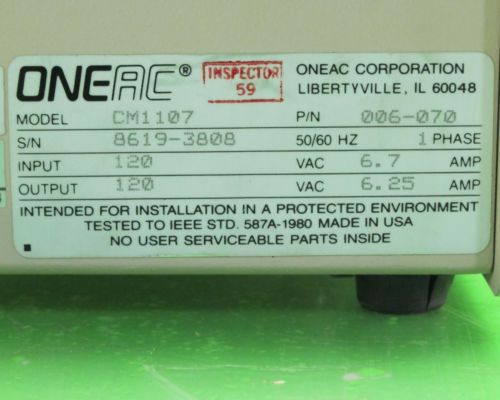 ONEAC® INSPECTOR 59 ONEAC CORPORATION
LIBERTYVILLE, IL 60048
MODEL CM1107 P/N 006-070
S/N 8619-3808 50/60 HZ 1 PHASE
INPUT 120 VAC 6.7 AMP
OUTPUT 120 VAC 6.25 AMP
INTENDED FOR INSTALLATION IN A PROTECTED ENVIRONMENT
TESTED TO IEEE STD. 587A-1980 MADE IN USA
NO USER SERVICEABLE PARTS INSIDE